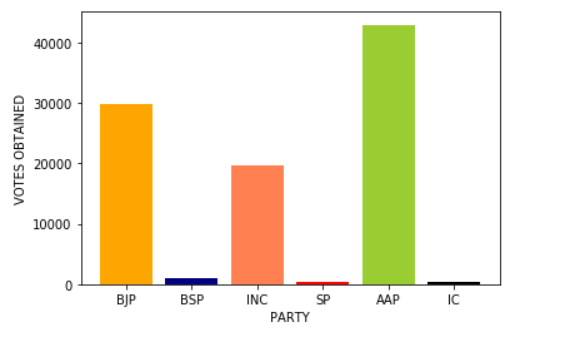 40000
30000
20000
10000
0
VOTES OBTAINED
BJP BSP INC SP AAP IC
PARTY